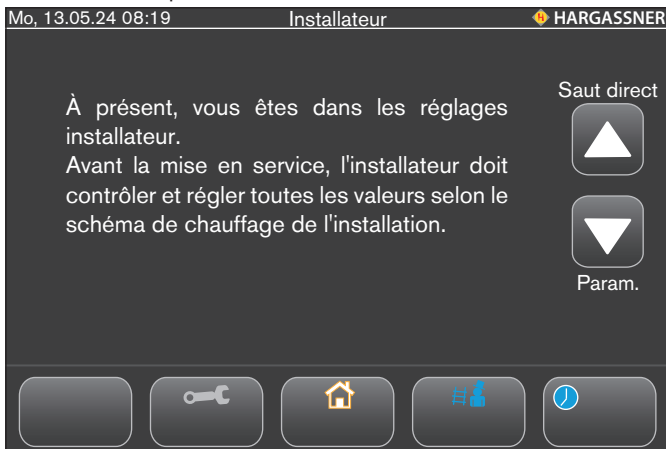 Mo, 13.05.24 08:19 Installateur HARGASSNER
Saut direct
À présent, vous êtes dans les réglages
installateur.
Avant la mise en service, l'installateur doit
contrôler et régler toutes les valeurs selon le
schéma de chauffage de l'installation.
Param.